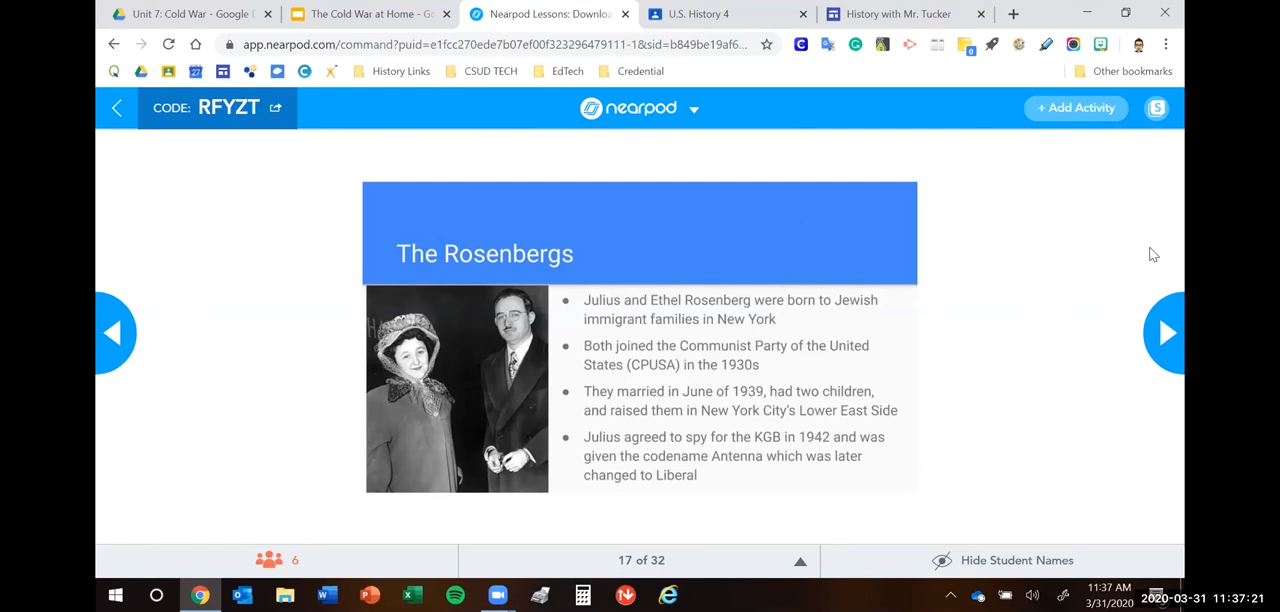 Unit 7: Cold War - Google D
The Cold War at Home - Go
Nearpod Lessons: Downloa
U.S. History 4
History with Mr. Tucker
app.nearpod.com/command?puid=e1fcc270ede7b07ef00f323296479111-1&sid=b849be19af6...
History Links
CSUD TECH
EdTech
Credential
Other bookmarks
CODE: RFYZT
nearpod
+ Add Activity
The Rosenbergs
Julius and Ethel Rosenberg were born to Jewish
immigrant families in New York
Both joined the Communist Party of the United
States (CPUSA) in the 1930s
They married in June of 1939, had two children,
and raised them in New York City's Lower East Side
Julius agreed to spy for the KGB in 1942 and was
given the codename Antenna which was later
changed to Liberal
6
17 of 32
Hide Student Names
11:37 AM
3/31/2020
2020-03-31 11:37:21